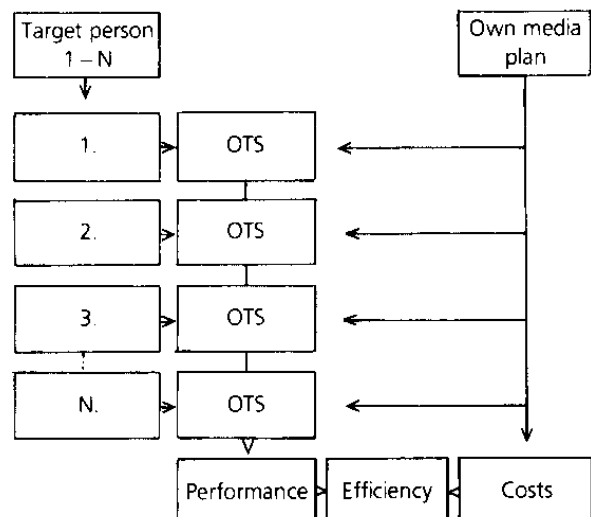 Target person
1 – N
Own media
plan
1.
OTS
2.
OTS
3.
OTS
N.
OTS
Performance
Efficiency
Costs